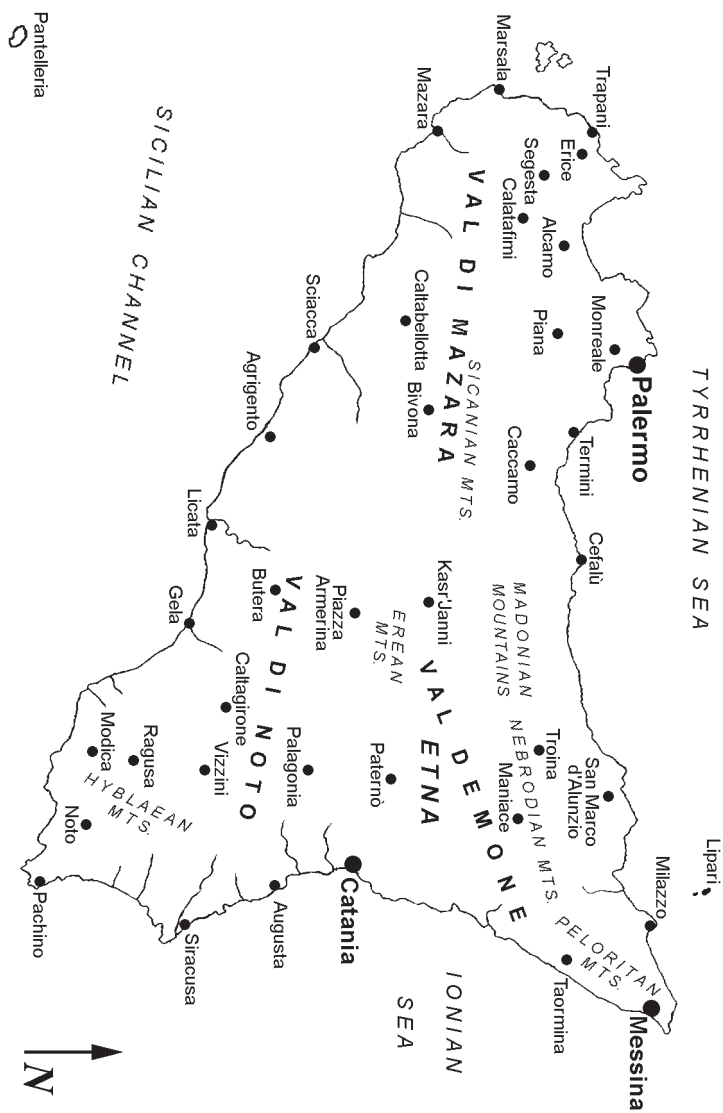 TYRRHENIAN SEA
Lipari
Trapani
Erice
Segesta
Calatafimi
Alcamo
Marsala
Mazara
Monreale
Palermo
Piana
Termini
Caccamo
Cefalù
San Marco
d'Alunzio
Milazzo
Messina
PELORITAN
MTS.
Taormina
Troina
Maniace
NEBRODIAN MTS.
MADONIAN
MOUNTAINS
VAL DEMONE
ETNA
VAL DI MAZARA
SICANIAN MTS.
Caltabellotta
Bivona
Sciacca
Agrigento
Kasr'Janni
EREAN
MTS.
Piazza
Armerina
Paternò
Catania
IONIAN
SEA
VAL DI NOTO
Butera
Licata
Gela
Caltagirone
Palagonia
Vizzini
Augusta
Siracusa
Ragusa
Modica
HYBLAEAN
MTS.
Noto
Pachino
SICILIAN CHANNEL
Pantelleria
N